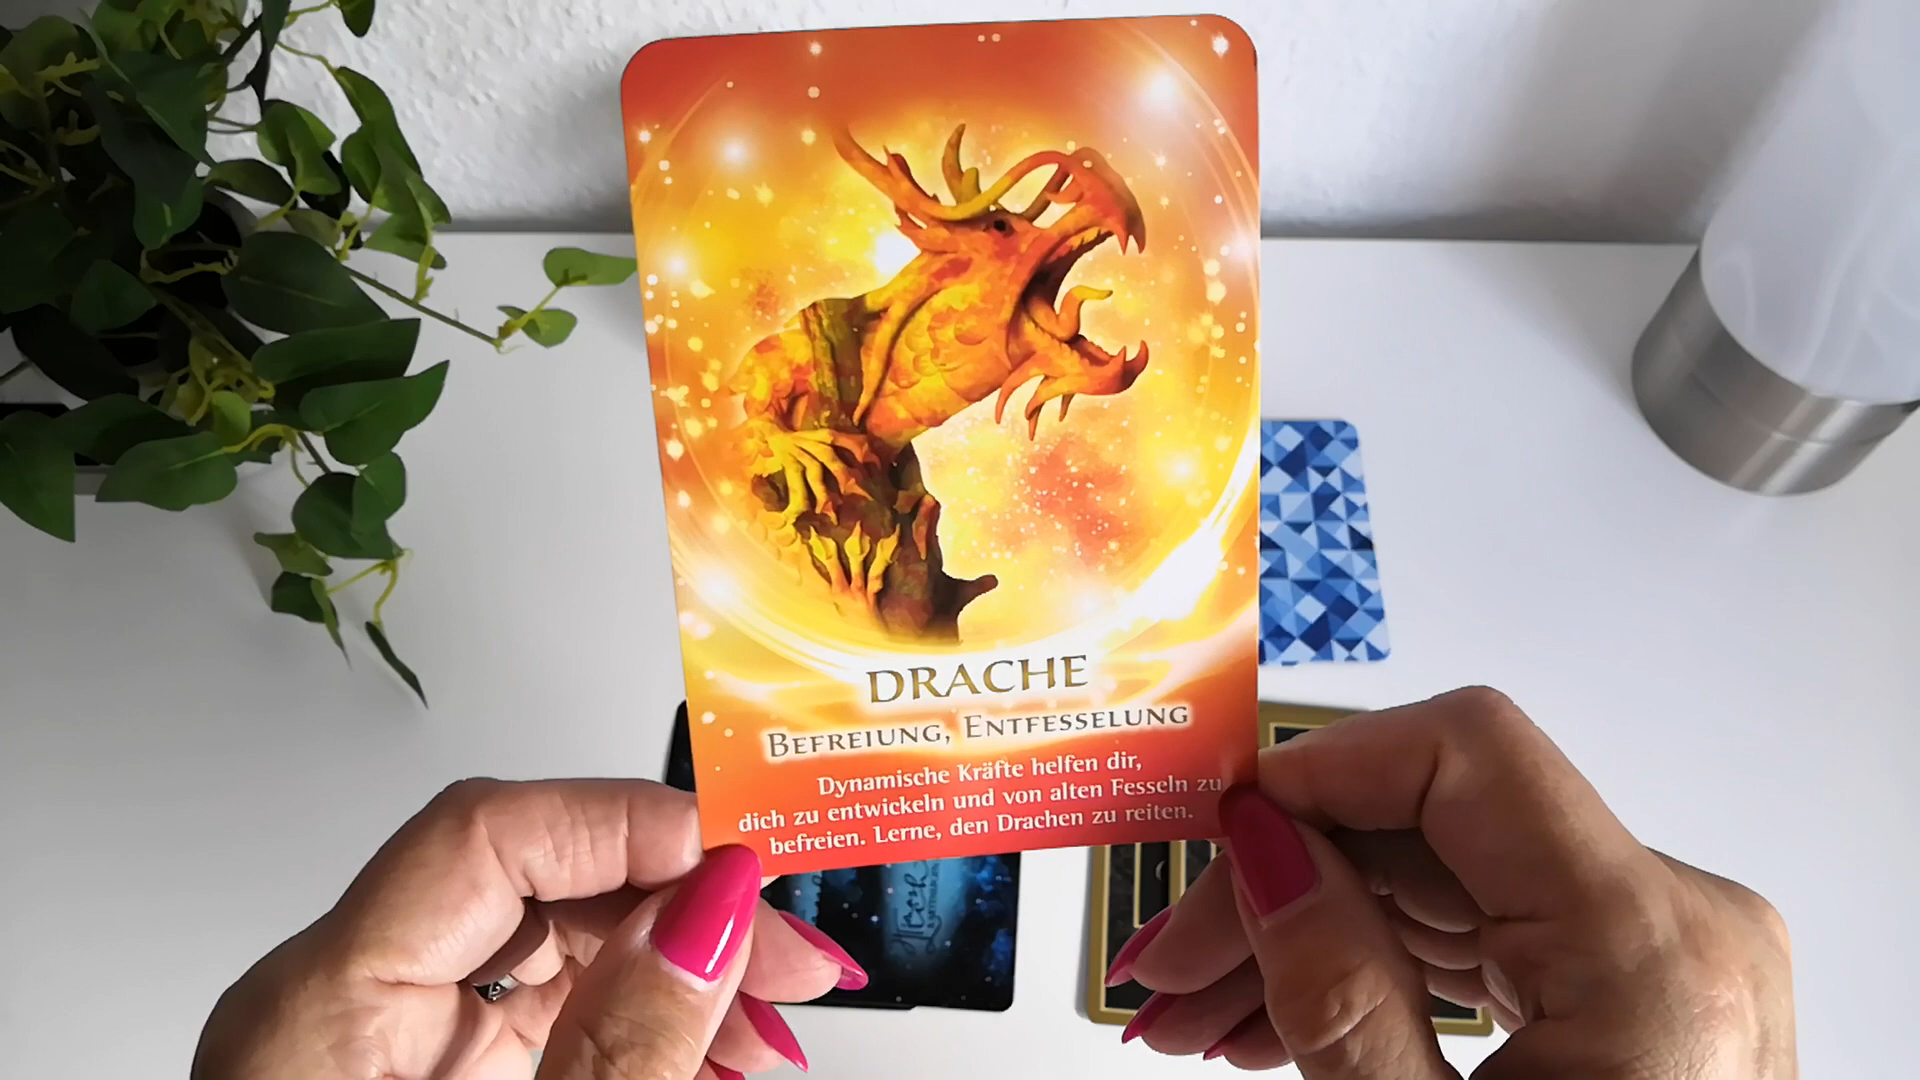 DRACHE
BEFREIUNG, ENTFESSELUNG
Dynamische Kräfte helfen dir,
dich zu entwickeln und von alten Fesseln zu
befreien. Lerne, den Drachen zu reiten.